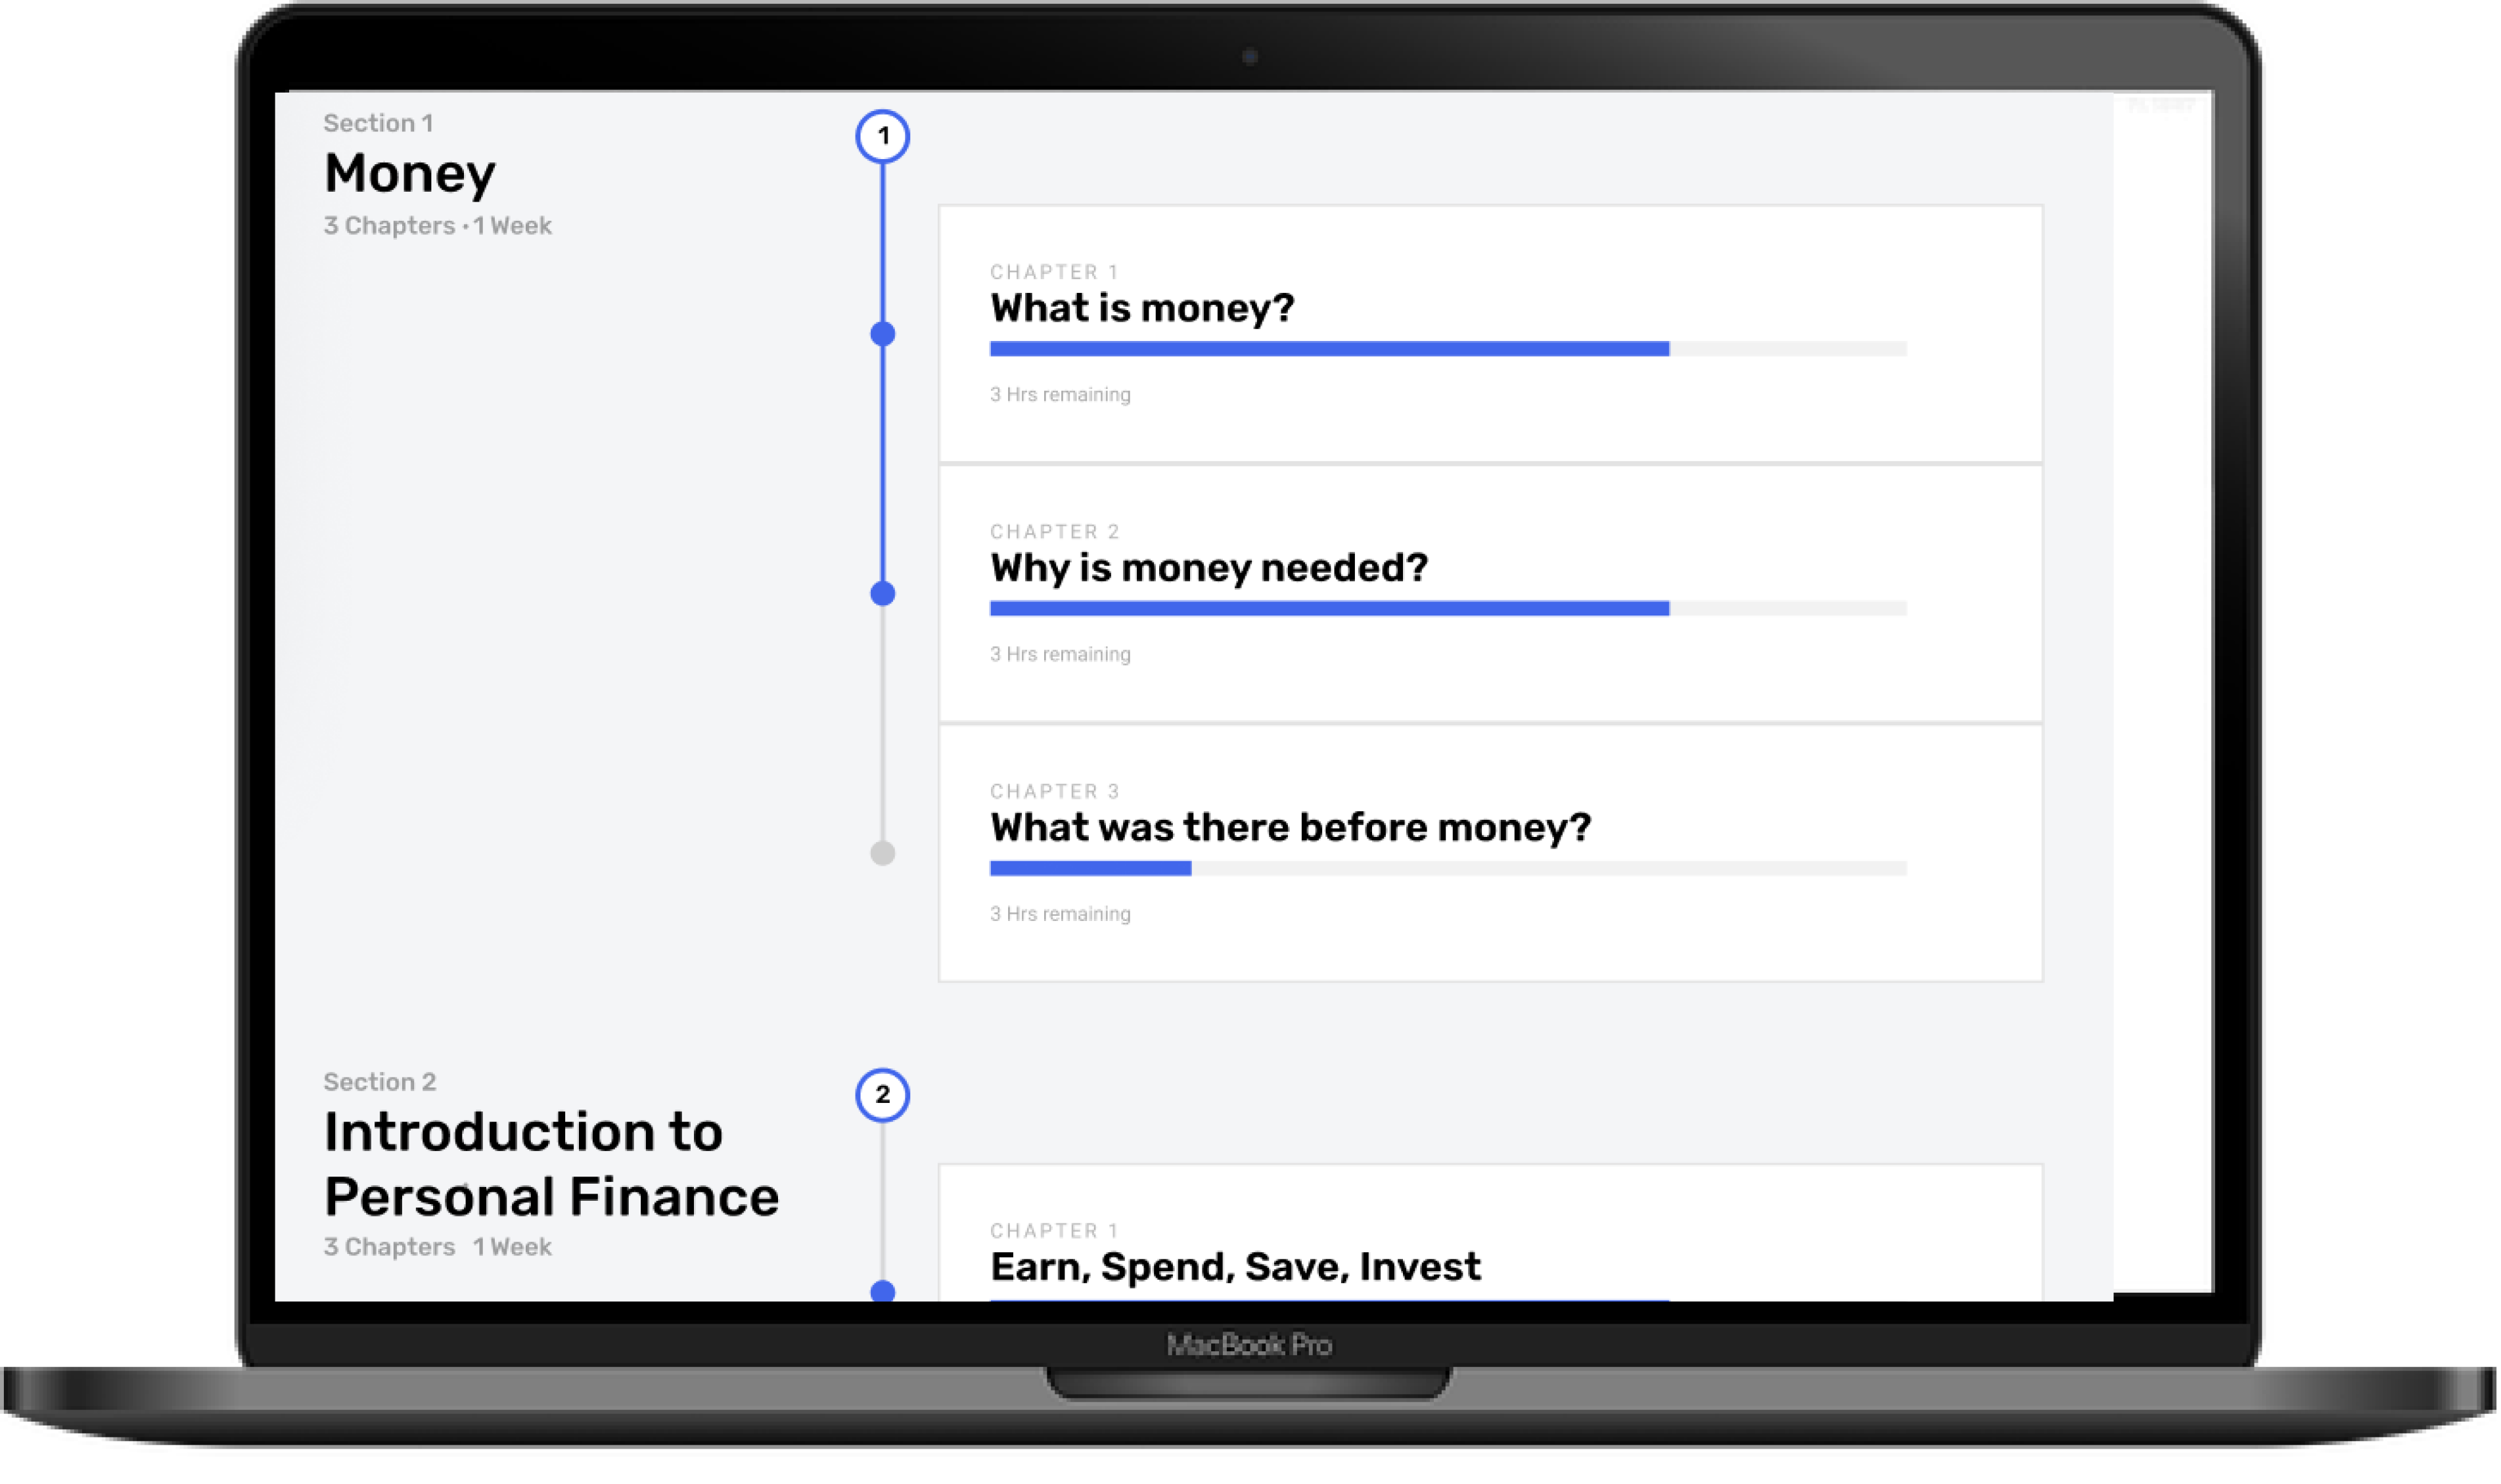 Section 1
Money
3 Chapters · 1 Week
1
CHAPTER 1
What is money?
3 Hrs remaining
CHAPTER 2
Why is money needed?
3 Hrs remaining
CHAPTER 3
What was there before money?
3 Hrs remaining
Section 2
Introduction to
Personal Finance
3 Chapters 1 Week
2
CHAPTER 1
Earn, Spend, Save, Invest
MacBook Pro